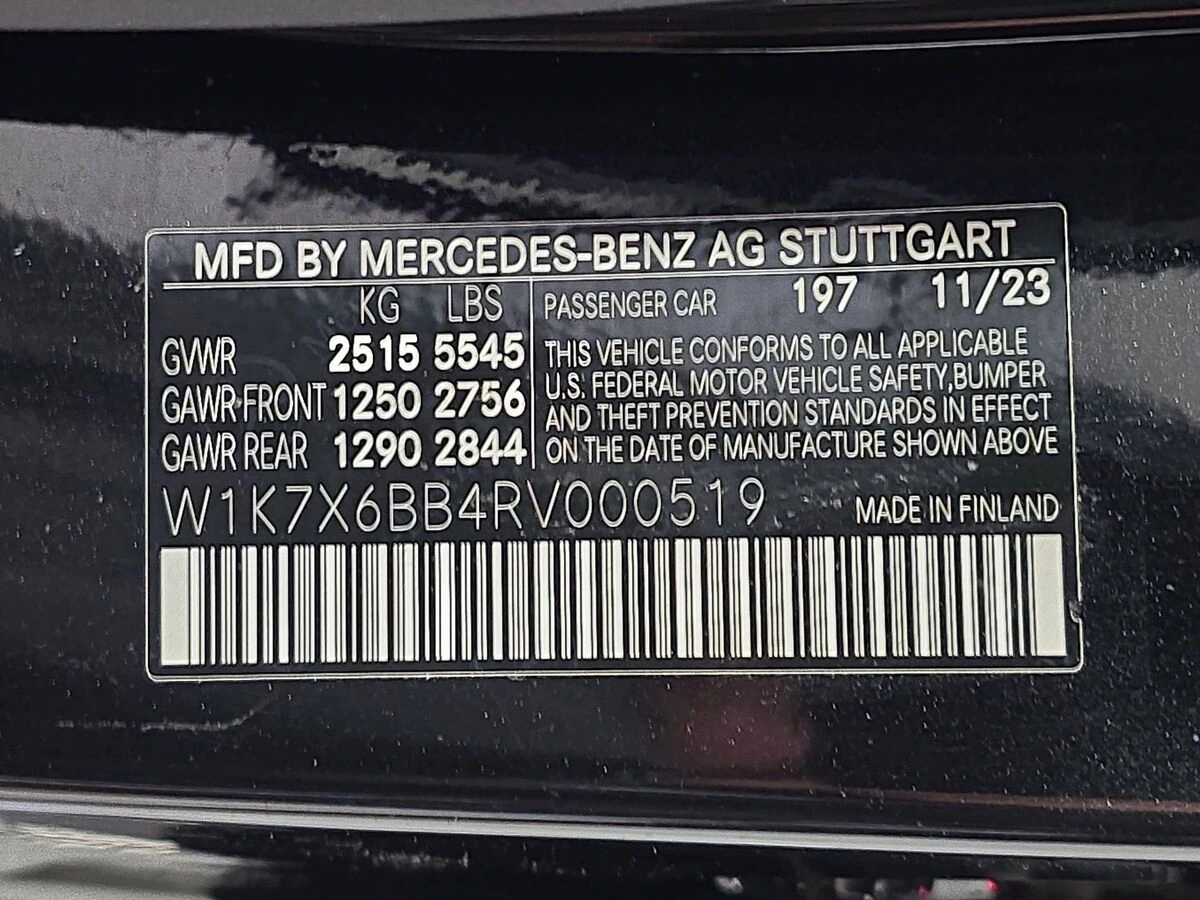 MFD BY MERCEDES-BENZ AG STUTTGART
KG LBS
GVWR 2515 5545
GAWR FRONT 1250 2756
GAWR REAR 1290 2844
PASSENGER CAR 197 11/23
THIS VEHICLE CONFORMS TO ALL APPLICABLE
U.S. FEDERAL MOTOR VEHICLE SAFETY,BUMPER
AND THEFT PREVENTION STANDARDS IN EFFECT
ON THE DATE OF MANUFACTURE SHOWN ABOVE
W1K7X6BB4RV000519 MADE IN FINLAND